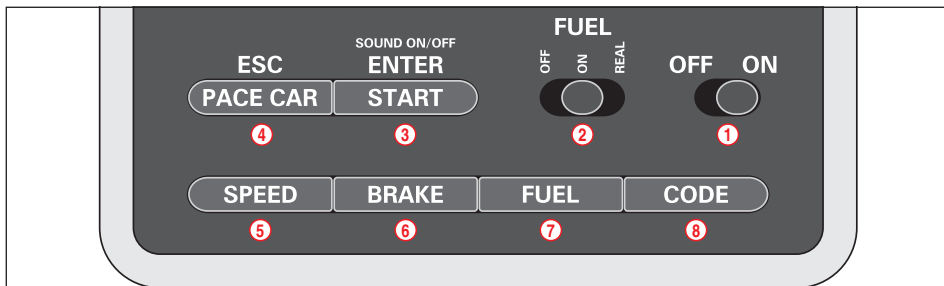 FUEL
SOUND ON/OFF
OFF ON REAL
ESC ENTER OFF ON
PACE CAR START
4 3 2 1
SPEED BRAKE FUEL CODE
5 6 7 8